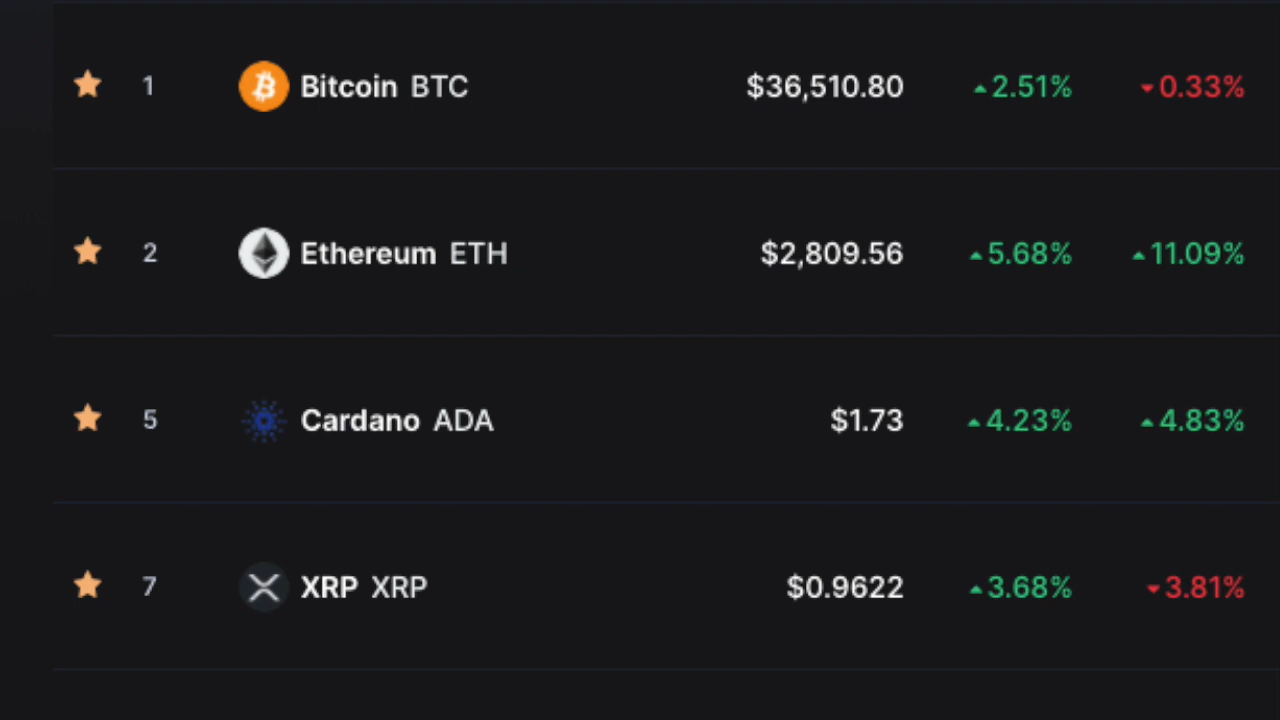 1 Bitcoin BTC $36,510.80 2.51% 0.33%
2 Ethereum ETH $2,809.56 5.68% 11.09%
5 Cardano ADA $1.73 4.23% 4.83%
7 XRP XRP $0.9622 3.68% 3.81%